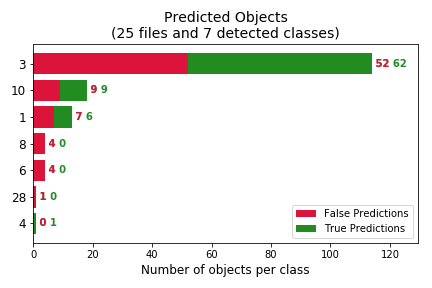 Predicted Objects
(25 files and 7 detected classes)
3 52 62
10 9 9
1 7 6
8 4 0
6 4 0
28 1 0
4 0 1
False Predictions
True Predictions
0 20 40 60 80 100 120
Number of objects per class